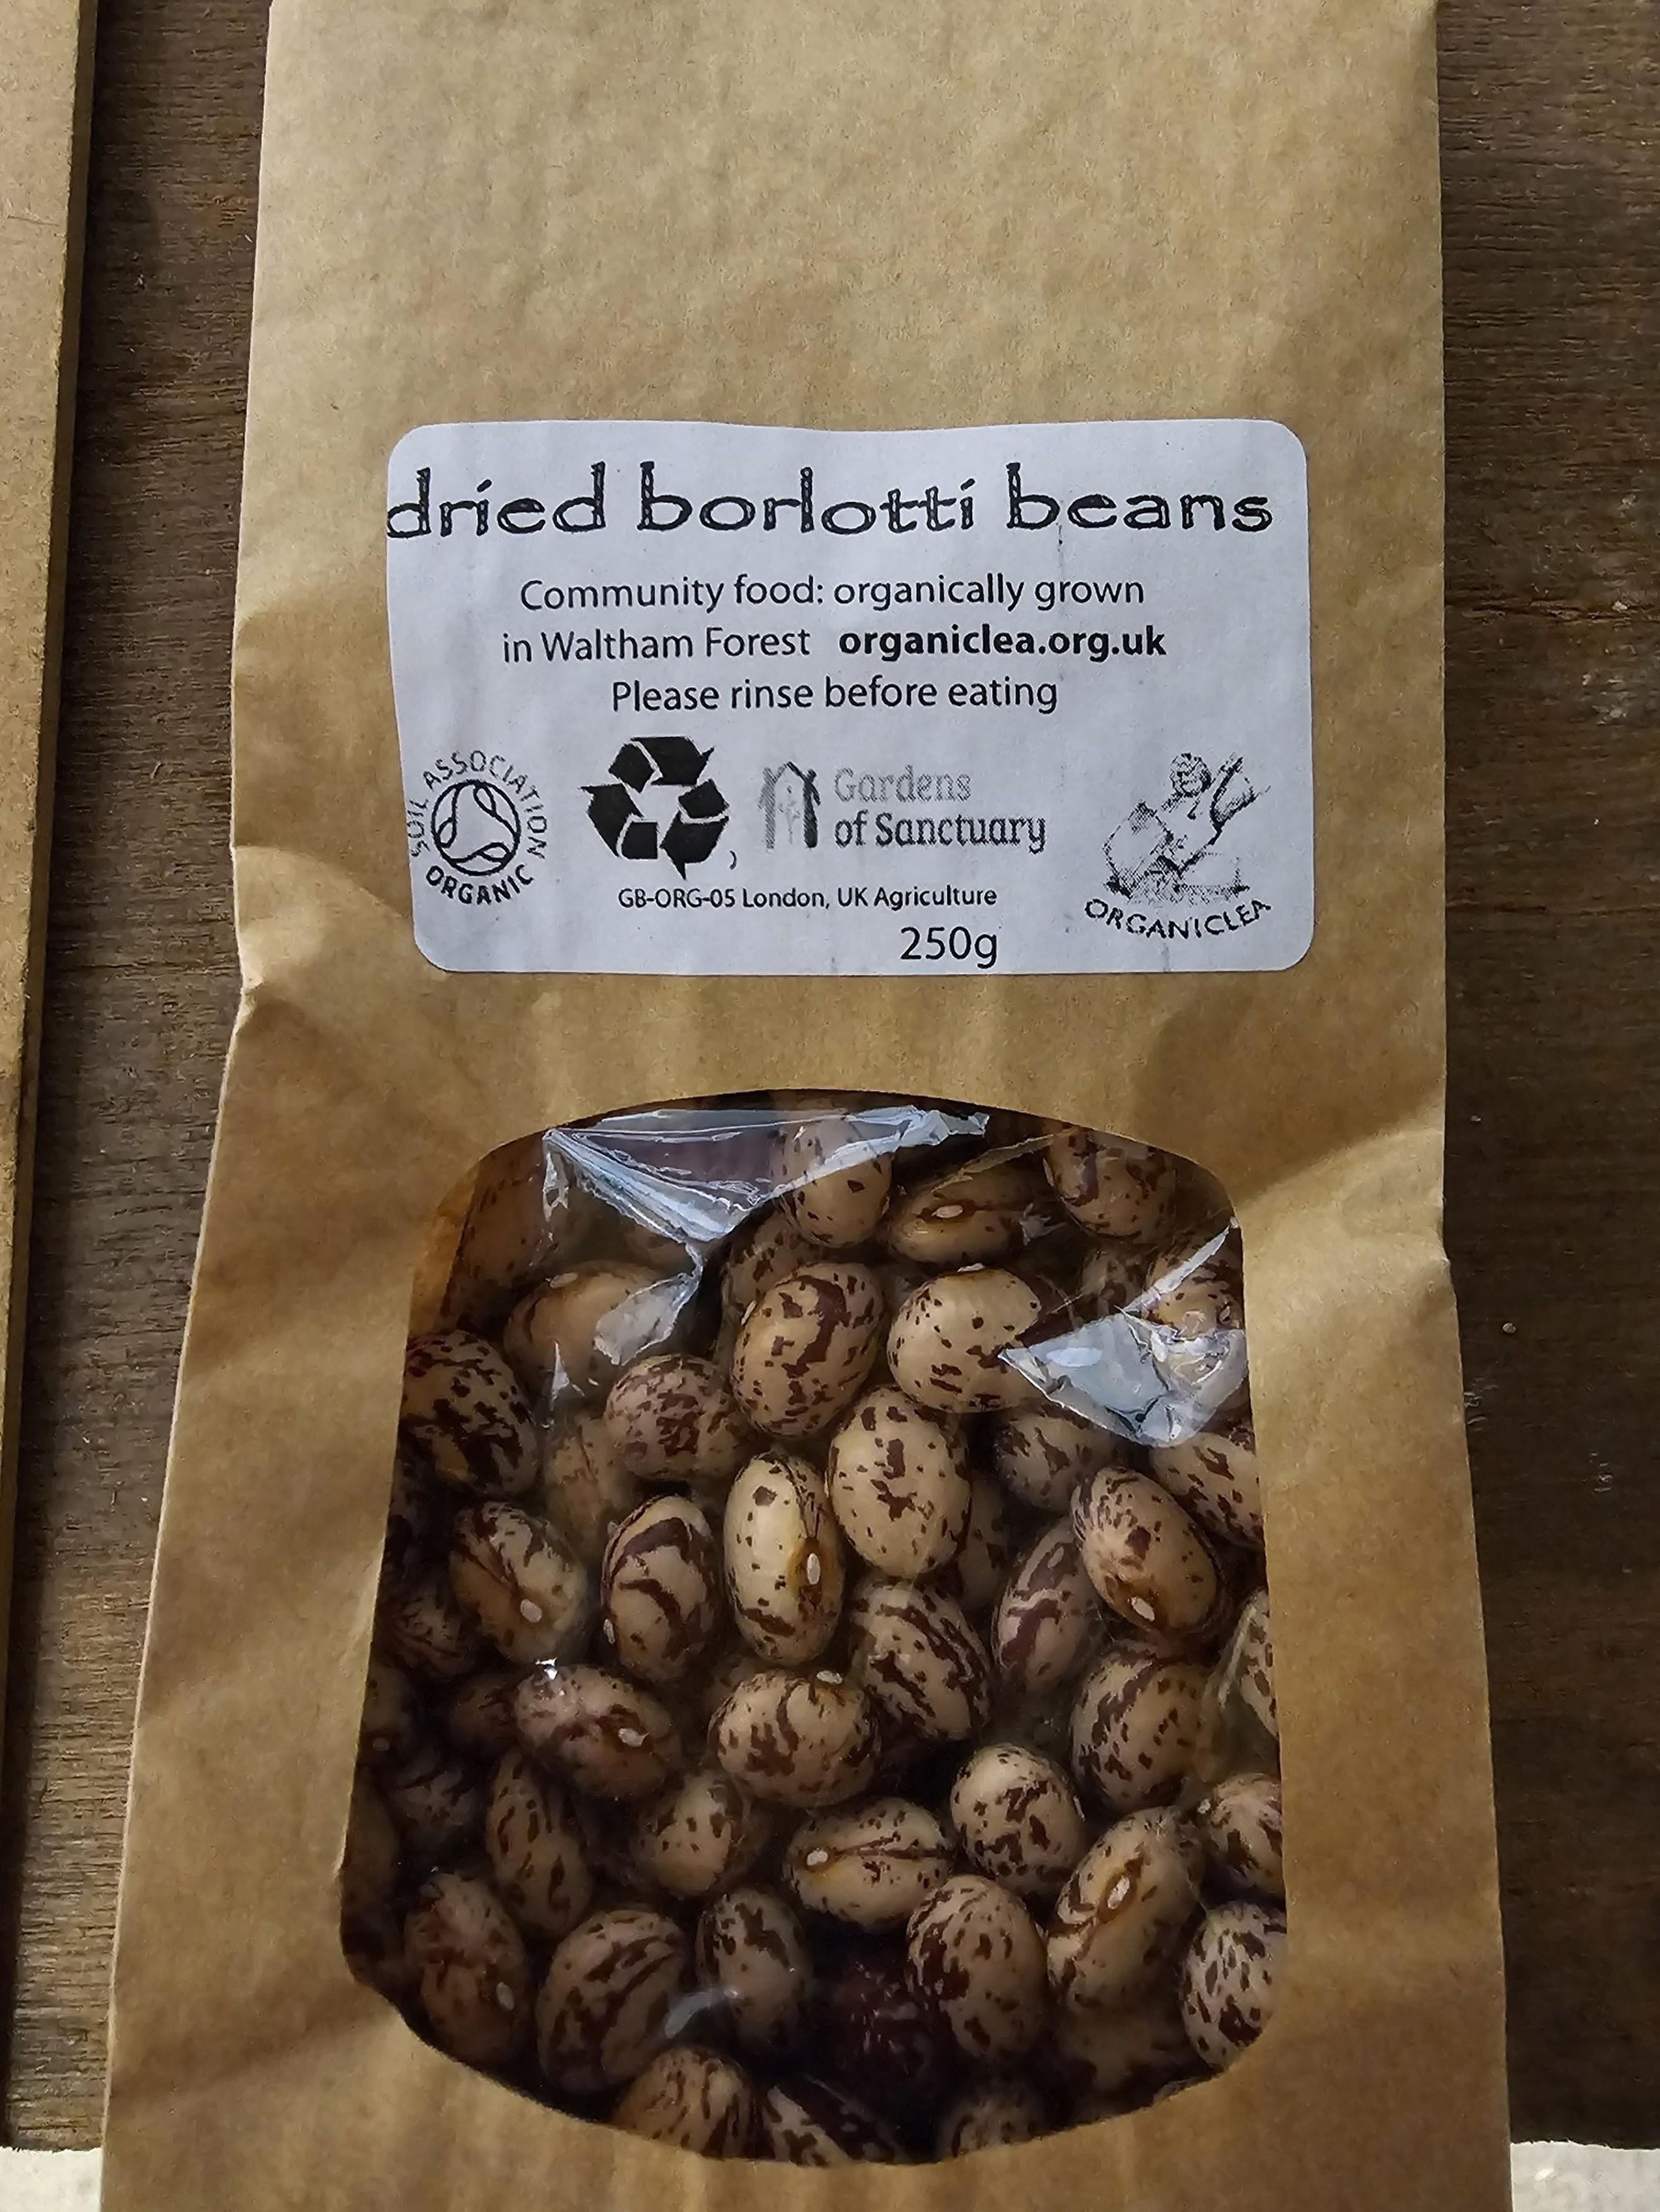 dried borlotti beans
Community food: organically grown
in Waltham Forest organiclea.org.uk
Please rinse before eating
SOIL ASSOCIATION
ORGANIC
Gardens
of Sanctuary
GB-ORG-05 London, UK Agriculture
250g
ORGANICLEA